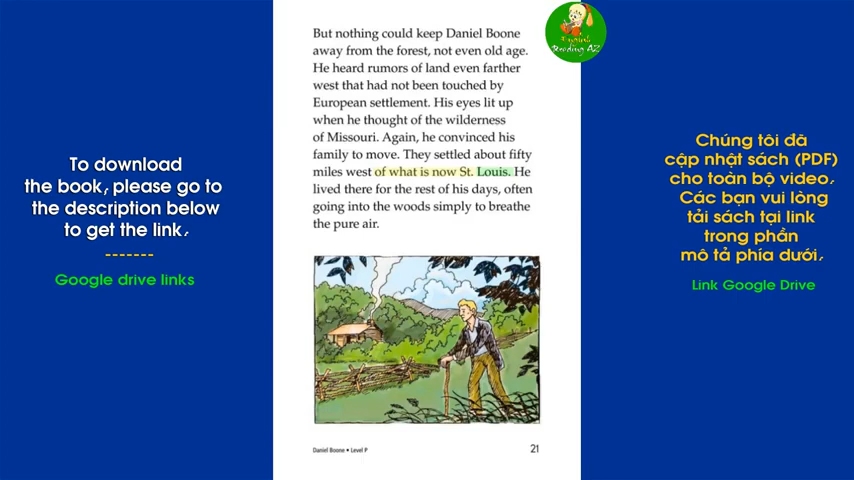 To download
the book, please go to
the description below
to get the link.
-------
Google drive links
But nothing could keep Daniel Boone
away from the forest, not even old age.
He heard rumors of land even farther
west that had not been touched by
European settlement. His eyes lit up
when he thought of the wilderness
of Missouri. Again, he convinced his
family to move. They settled about fifty
miles west of what is now St. Louis. He
lived there for the rest of his days, often
going into the woods simply to breathe
the pure air.
Daniel Boone • Level P
21
Reading AZ
Chúng tôi đã
cập nhật sách (PDF)
cho toàn bộ video.
Các bạn vui lòng
tải sách tại link
trong phần
mô tả phía dưới.
Link Google Drive